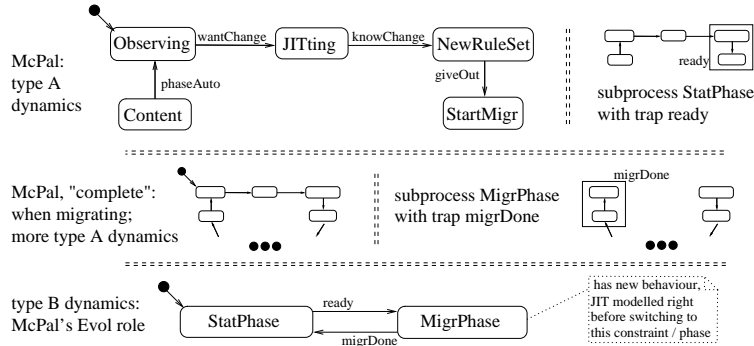 McPal:
type A
dynamics
Observing
wantChange
JITting
knowChange
NewRuleSet
phaseAuto
giveOut
Content
StartMigr
ready
subprocess StatPhase
with trap ready
McPal, "complete":
when migrating;
more type A dynamics
subprocess MigrPhase
with trap migrDone
migrDone
type B dynamics:
McPal's Evol role
StatPhase
ready
migrDone
MigrPhase
has new behaviour,
JIT modelled right
before switching to
this constraint / phase